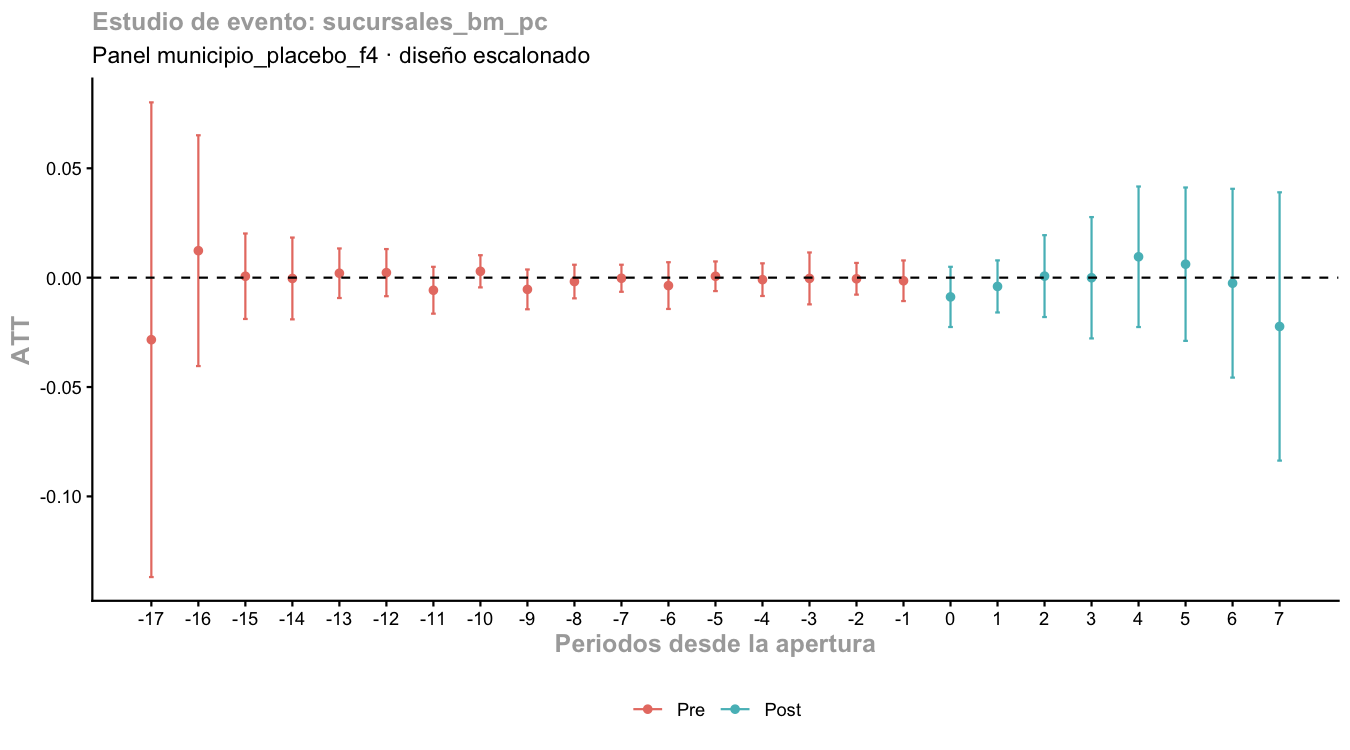 Estudio de evento: sucursales_bm_pc
Panel municipio_placebo_f4 · diseño escalonado
ATT
0.05
0.00
-0.05
-0.10
-17 -16 -15 -14 -13 -12 -11 -10 -9 -8 -7 -6 -5 -4 -3 -2 -1 0 1 2 3 4 5 6 7
Periodos desde la apertura
Pre Post